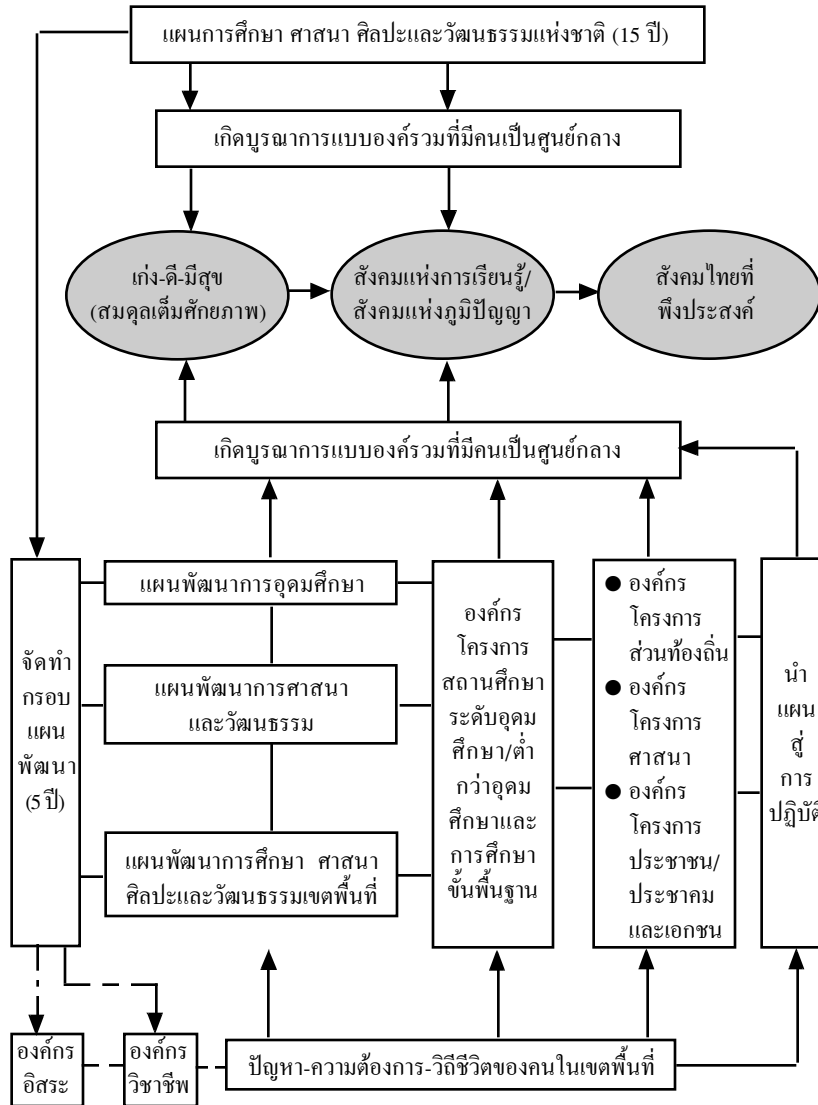 แผนการศึกษา ศาสนา ศิลปะและวัฒนธรรมแห่งชาติ (15 ปี)
เกิดบูรณาการแบบองค์รวมที่มีคนเป็นศูนย์กลาง
เก่ง-ดี-มีสุข
(สมดุลเต็มศักยภาพ)
สังคมแห่งการเรียนรู้/
สังคมแห่งภูมิปัญญา
สังคมไทยที่
พึงประสงค์
เกิดบูรณาการแบบองค์รวมที่มีคนเป็นศูนย์กลาง
จัดทำ
กรอบ
แผน
พัฒนา
(5 ปี)
แผนพัฒนาการอุดมศึกษา
แผนพัฒนาการศาสนา
และวัฒนธรรม
แผนพัฒนาการศึกษา ศาสนา
ศิลปะและวัฒนธรรมเขตพื้นที่
องค์กร
โครงการ
สถานศึกษา
ระดับอุดม
ศึกษา/ต่ำ
กว่าอุดม
ศึกษาและ
การศึกษา
ขั้นพื้นฐาน
● องค์กร
โครงการ
ส่วนท้องถิ่น
● องค์กร
โครงการ
ศาสนา
● องค์กร
โครงการ
ประชาชน/
ประชาคม
และเอกชน
นำ
แผน
สู่
การ
ปฏิบัติ
องค์กร
อิสระ
องค์กร
วิชาชีพ
ปัญหา-ความต้องการ-วิถีชีวิตของคนในเขตพื้นที่